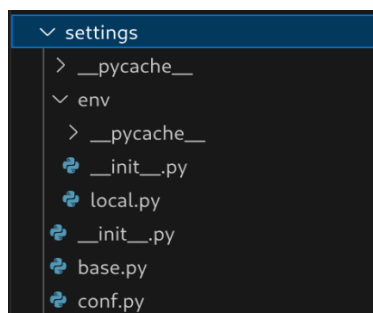 settings
__pycache__
env
__pycache__
__init__.py
local.py
__init__.py
base.py
conf.py